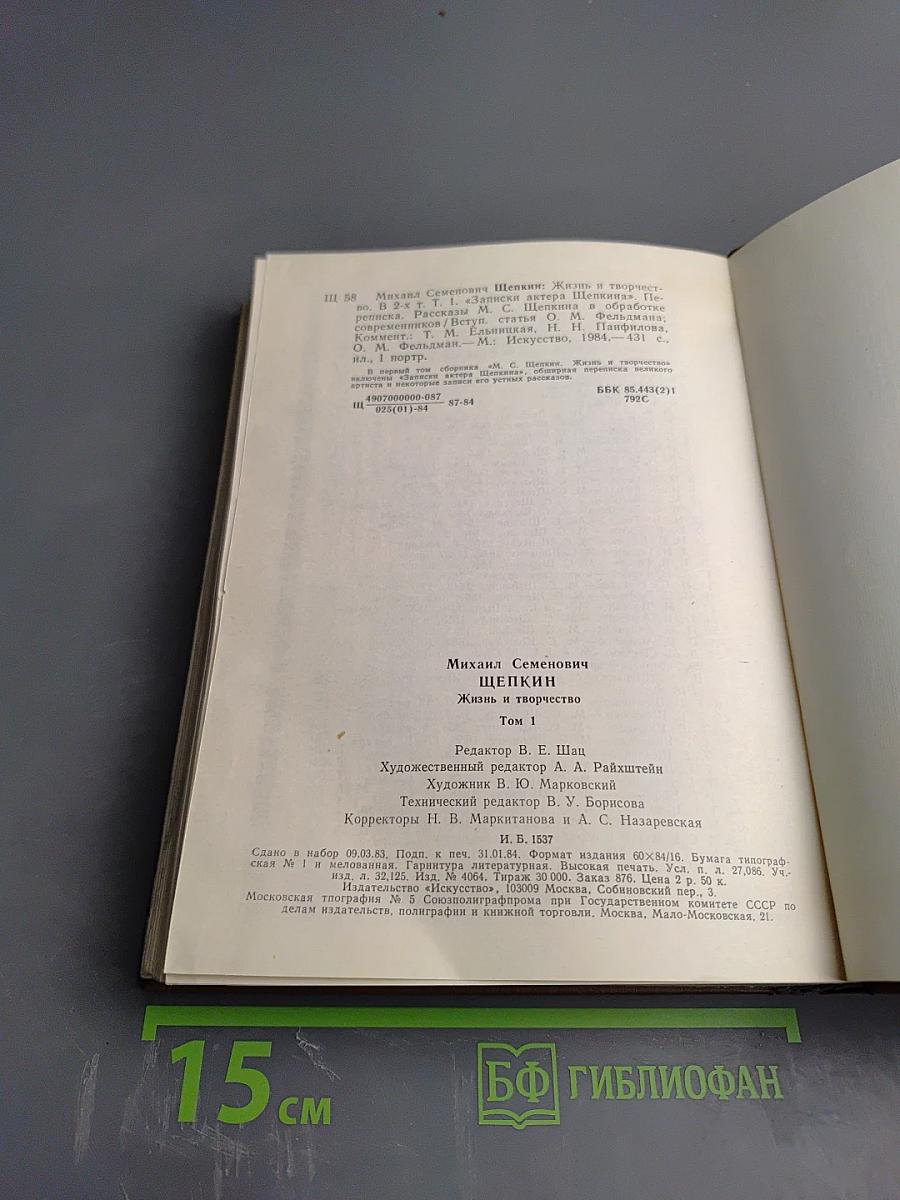 Щ 58 Михаил Семенович Щепкин: Жизнь и творчест-
во. В 2-х т. Т. 1. «Записки актера Щепкина». Пе-
реписка. Рассказы М. С. Щепкина в обработке
современников / Вступ. статья О. М. Фельдмана;
Коммент.: Т. М. Ельницкая, Н. Н. Панфилова,
О. М. Фельдман.— М.: Искусство, 1984.— 431 с.,
ил., 1 портр.
В первый том сборника «М. С. Щепкин. Жизнь и творчество»
включены «Записки актера Щепкина», обширная переписка великого
артиста и некоторые записи его устных рассказов.
Щ 4907000000-087 87-84 ББК 85.443(2)1
025(01)-84 792С
Михаил Семенович
ЩЕПКИН
Жизнь и творчество
Том 1
Редактор В. Е. Шац
Художественный редактор А. А. Райхштейн
Художник В. Ю. Марковский
Технический редактор В. У. Борисова
Корректоры Н. В. Маркитанова и А. С. Назаревская
И. Б. 1537
Сдано в набор 09.03.83. Подп. к печ. 31.01.84. Формат издания 60×84/16. Бумага типограф-
ская № 1 и мелованная. Гарнитура литературная. Высокая печать. Усл. п. л. 27,086. Уч.-
изд. л. 32,125. Изд. № 4064. Тираж 30 000. Заказ 876. Цена 2 р. 50 к.
Издательство «Искусство», 103009 Москва, Собиновский пер., 3.
Московская тпография № 5 Союзполиграфпрома при Государственном комитете СССР по
делам издательств, полиграфии и книжной торговли. Москва, Мало-Московская, 21.
15 см
БФ ГИБЛИОФАН